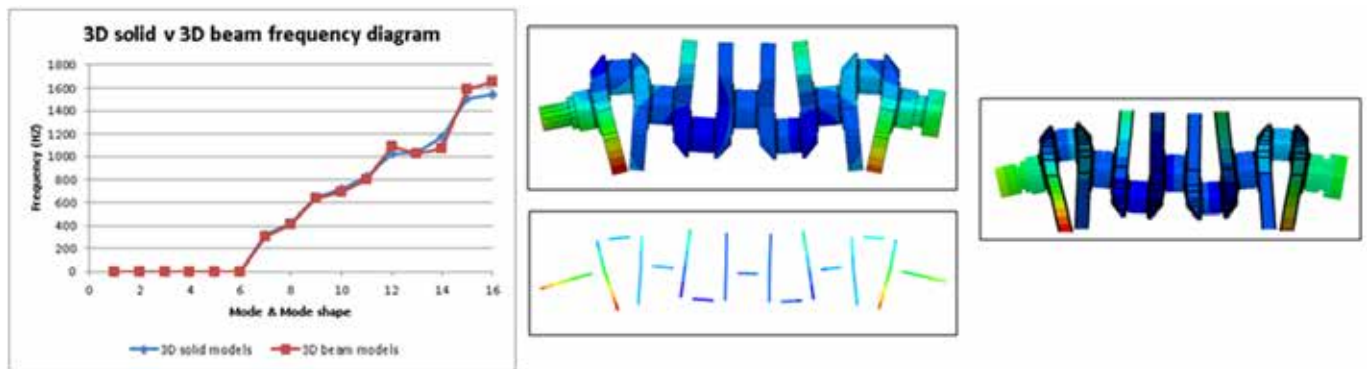 3D solid v 3D beam frequency diagram
1800
1600
1400
1200
1000
800
600
400
200
0
Frequency (HZ)
0 2 4 6 8 10 12 14 16
Mode & Mode shape
3D solid models
3D beam models